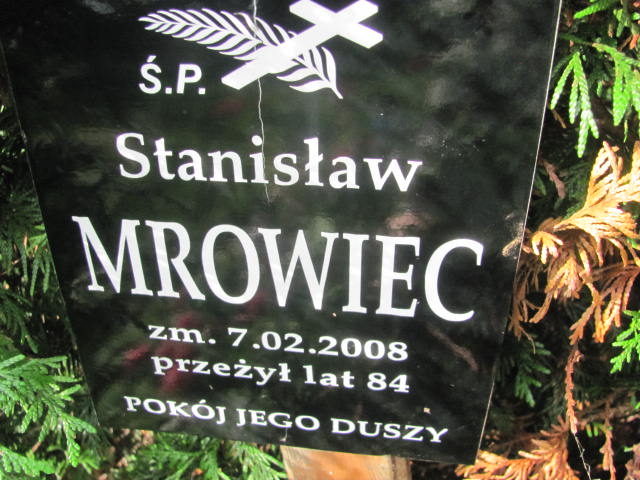 Ś.P.
Stanisław
MROWIEC
zm. 7.02.2008
przeżył lat 84
POKÓJ JEGO DUSZY